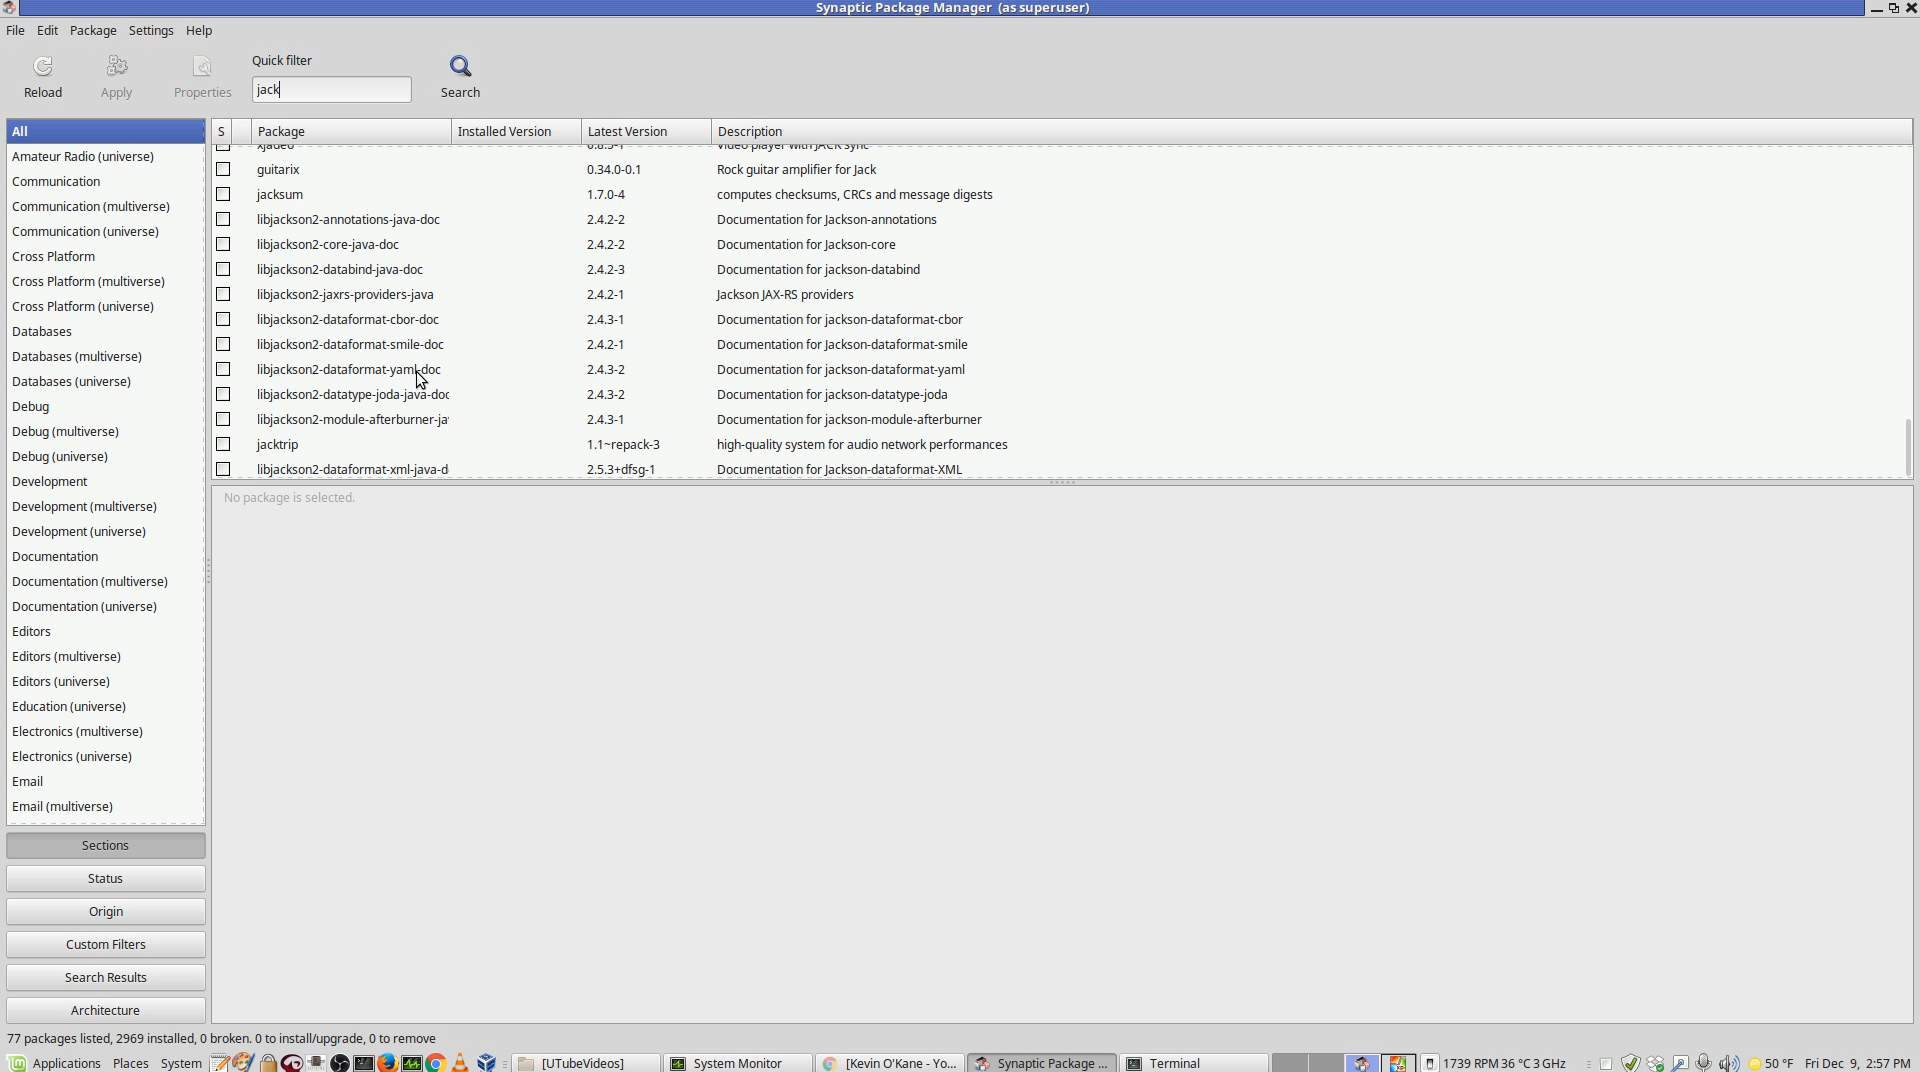 Synaptic Package Manager  (as superuser)
File Edit Package Settings Help
Quick filter
Reload Apply Properties jack Search
All
S Package Installed Version Latest Version Description
xjadeo 0.8.5-1 Video player with JACK sync
Amateur Radio (universe)
guitarix 0.34.0-0.1 Rock guitar amplifier for Jack
Communication
jacksum 1.7.0-4 computes checksums, CRCs and message digests
Communication (multiverse)
libjackson2-annotations-java-doc 2.4.2-2 Documentation for Jackson-annotations
Communication (universe)
libjackson2-core-java-doc 2.4.2-2 Documentation for Jackson-core
Cross Platform
libjackson2-databind-java-doc 2.4.2-3 Documentation for jackson-databind
Cross Platform (multiverse)
libjackson2-jaxrs-providers-java 2.4.2-1 Jackson JAX-RS providers
Cross Platform (universe)
libjackson2-dataformat-cbor-doc 2.4.3-1 Documentation for jackson-dataformat-cbor
Databases
libjackson2-dataformat-smile-doc 2.4.2-1 Documentation for Jackson-dataformat-smile
Databases (multiverse)
libjackson2-dataformat-yaml-doc 2.4.3-2 Documentation for jackson-dataformat-yaml
Databases (universe)
libjackson2-datatype-joda-java-doc 2.4.3-2 Documentation for jackson-datatype-joda
Debug
libjackson2-module-afterburner-ja 2.4.3-1 Documentation for jackson-module-afterburner
Debug (multiverse)
jacktrip 1.1~repack-3 high-quality system for audio network performances
Debug (universe)
libjackson2-dataformat-xml-java-d 2.5.3+dfsg-1 Documentation for Jackson-dataformat-XML
Development
No package is selected.
Development (multiverse)
Development (universe)
Documentation
Documentation (multiverse)
Documentation (universe)
Editors
Editors (multiverse)
Editors (universe)
Education (universe)
Electronics (multiverse)
Electronics (universe)
Email
Email (multiverse)
Sections
Status
Origin
Custom Filters
Search Results
Architecture
77 packages listed, 2969 installed, 0 broken. 0 to install/upgrade, 0 to remove
Applications Places System [UTubeVideos] System Monitor [Kevin O'Kane - Yo... Synaptic Package ... Terminal 1739 RPM 36 °C 3 GHz 50 °F Fri Dec 9, 2:57 PM